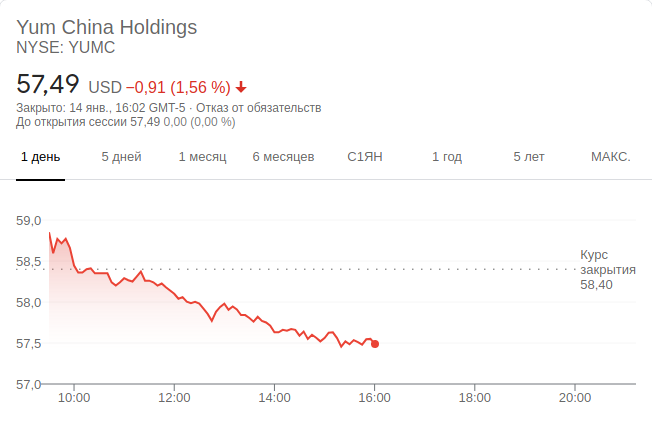 Yum China Holdings
NYSE: YUMC
57,49 USD −0,91 (1,56 %)
Закрыто: 14 янв., 16:02 GMT-5 · Отказ от обязательств
До открытия сессии 57,49 0,00 (0,00 %)
1 день 5 дней 1 месяц 6 месяцев С1ЯН 1 год 5 лет МАКС.
59,0
58,5
58,0
57,5
57,0
Курс
закрытия
58,40
10:00 12:00 14:00 16:00 18:00 20:00